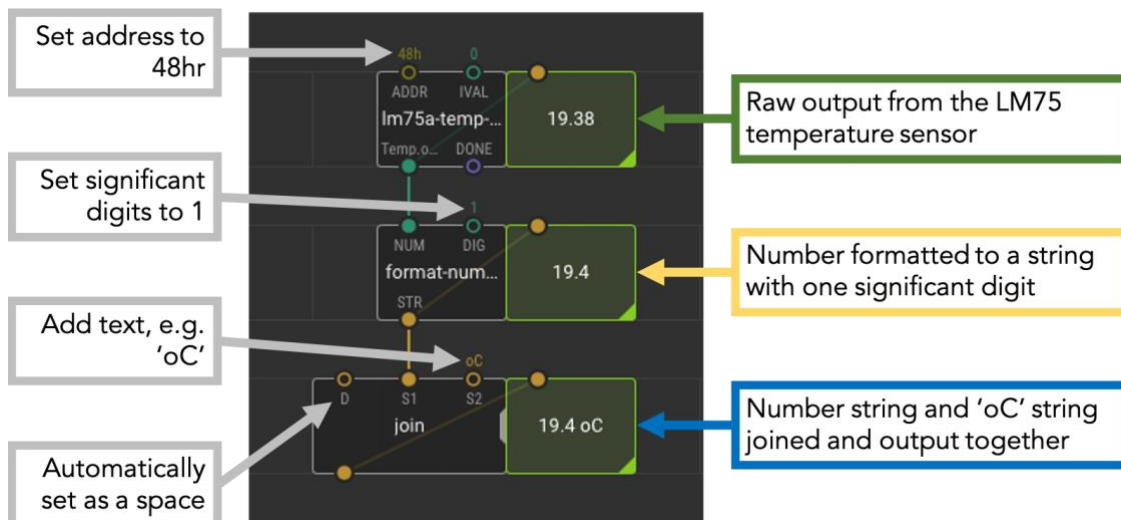 Set address to
48hr
48h
0
ADDR
IVAL
lm75a-temp-...
Temp.o...
DONE
19.38
Raw output from the LM75
temperature sensor
Set significant
digits to 1
1
NUM
DIG
format-num...
STR
19.4
Number formatted to a string
with one significant digit
Add text, e.g.
‘oC’
oC
D
S1
S2
join
19.4 oC
Number string and ‘oC’ string
joined and output together
Automatically
set as a space